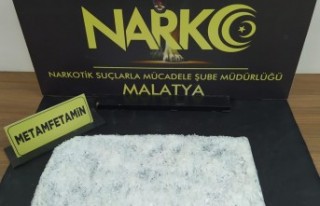 NARKO
NARKOTİK SUÇLARLA MÜCADELE ŞUBE MÜDÜRLÜĞÜ
MALATYA
METAMFETAMİN